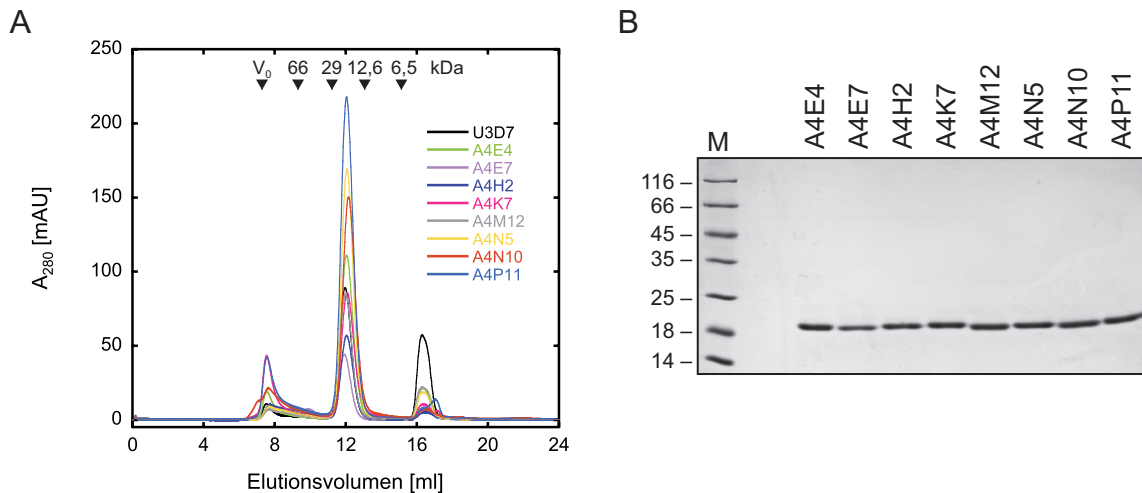 A
250
200
150
100
50
0
A280 [mAU]
V0 66 29 12,6 6,5 kDa
U3D7
A4E4
A4E7
A4H2
A4K7
A4M12
A4N5
A4N10
A4P11
0 4 8 12 16 20 24
Elutionsvolumen [ml]
B
M A4E4 A4E7 A4H2 A4K7 A4M12 A4N5 A4N10 A4P11
116 –
66 –
45 –
35 –
25 –
18 –
14 –